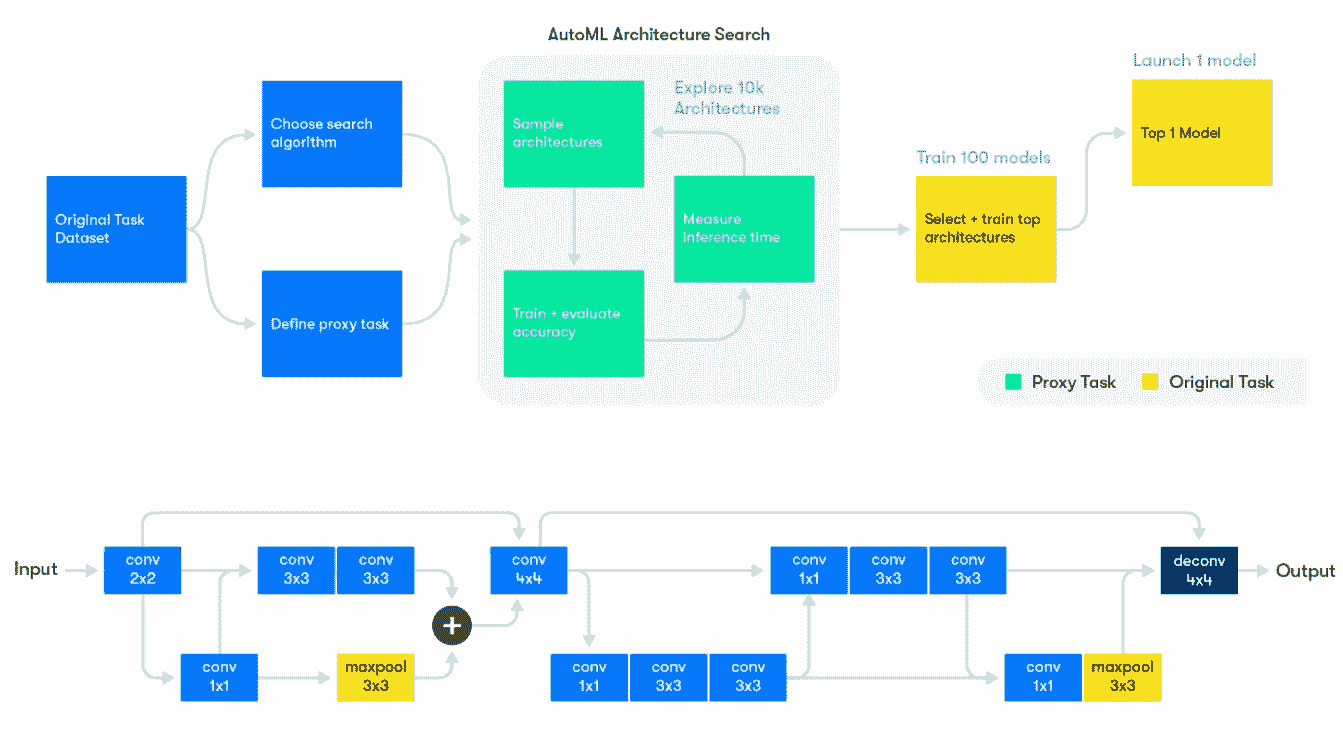 AutoML Architecture Search
Launch 1 model
Explore 10k
Architectures
Choose search
algorithm
Sample
architectures
Top 1 Model
Train 100 models
Original Task
Dataset
Measure
Inference time
Select + train top
architectures
Define proxy task
Train + evaluate
accuracy
Proxy Task
Original Task
Input
conv
2x2
conv
3x3
conv
3x3
conv
4x4
conv
1x1
conv
3x3
conv
3x3
deconv
4x4
Output
+
conv
1x1
maxpool
3x3
conv
1x1
conv
3x3
conv
3x3
conv
1x1
maxpool
3x3